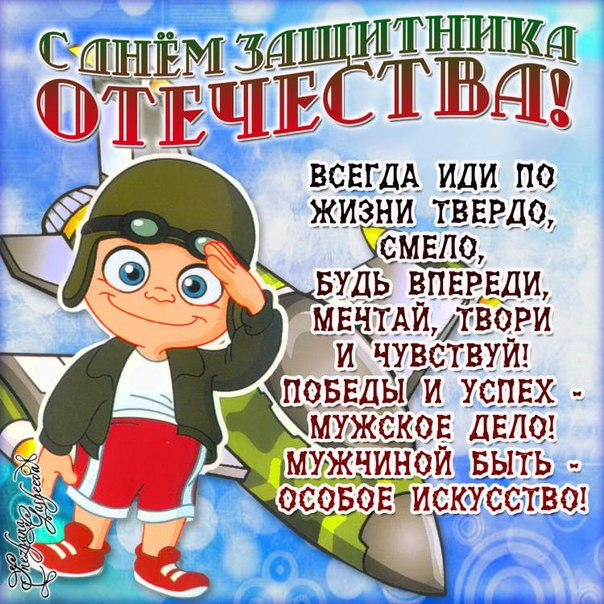 С ДНЁМ ЗАЩИТНИКА
ОТЕЧЕСТВА!
ВСЕГДА ИДИ ПО
ЖИЗНИ ТВЕРДО,
СМЕЛО,
БУДЬ ВПЕРЕДИ,
МЕЧТАЙ, ТВОРИ
И ЧУВСТВУЙ!
ПОБЕДЫ И УСПЕХ -
МУЖСКОЕ ДЕЛО!
МУЖЧИНОЙ БЫТЬ -
ОСОБОЕ ИСКУССТВО!